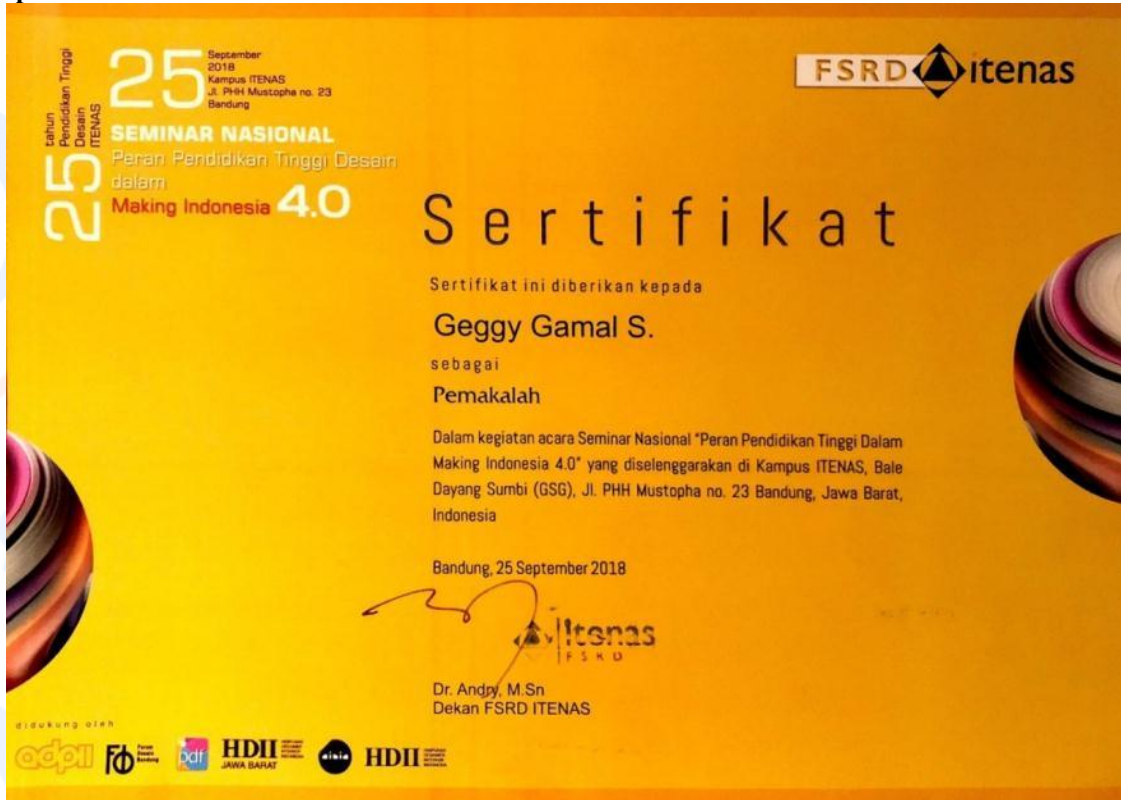 25
tahun
Pendidikan Tinggi
Desain
ITENAS
25
September
2018
Kampus ITENAS
Jl. PHH Mustopha no. 23
Bandung
SEMINAR NASIONAL
Peran Pendidikan Tinggi Desain
dalam
Making Indonesia 4.0
FSRD itenas
Sertifikat
Sertifikat ini diberikan kepada
Geggy Gamal S.
sebagai
Pemakalah
Dalam kegiatan acara Seminar Nasional "Peran Pendidikan Tinggi Dalam
Making Indonesia 4.0" yang diselenggarakan di Kampus ITENAS, Bale
Dayang Sumbi (GSG), Jl. PHH Mustopha no. 23 Bandung, Jawa Barat,
Indonesia
Bandung, 25 September 2018
Itenas
FSRD
Dr. Andry, M.Sn
Dekan FSRD ITENAS
didukung oleh
adpii
Forum
Desain
Bandung
pdf
HDII
JAWA BARAT
HDII